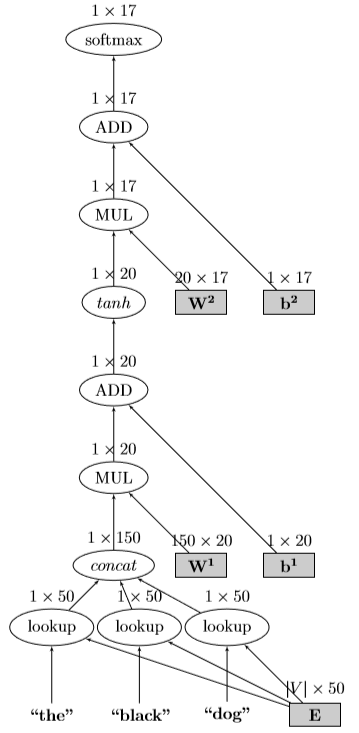 1 × 17
softmax
1 × 17
ADD
1 × 17
MUL
1 × 20 20 × 17 1 × 17
tanh W² b²
1 × 20
ADD
1 × 20
MUL
1 × 150 150 × 20 1 × 20
concat W¹ b¹
1 × 50 1 × 50 1 × 50
lookup lookup lookup
|V| × 50
“the” “black” “dog” E